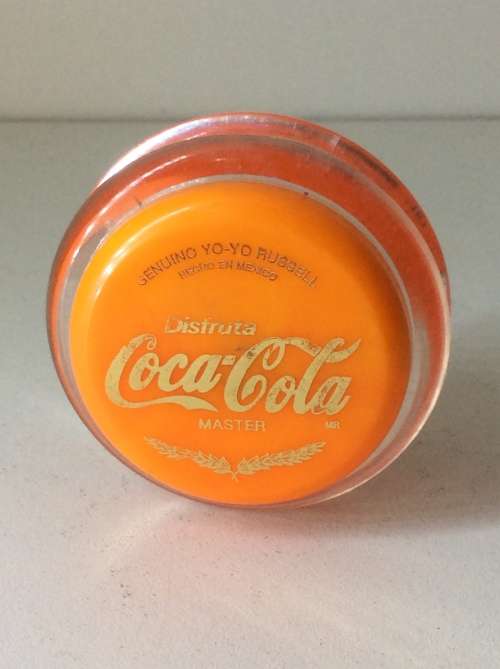 GENUINO YO-YO RUSSELL
HECHO EN MEXICO
Disfruta
Coca-Cola
MASTER
MR